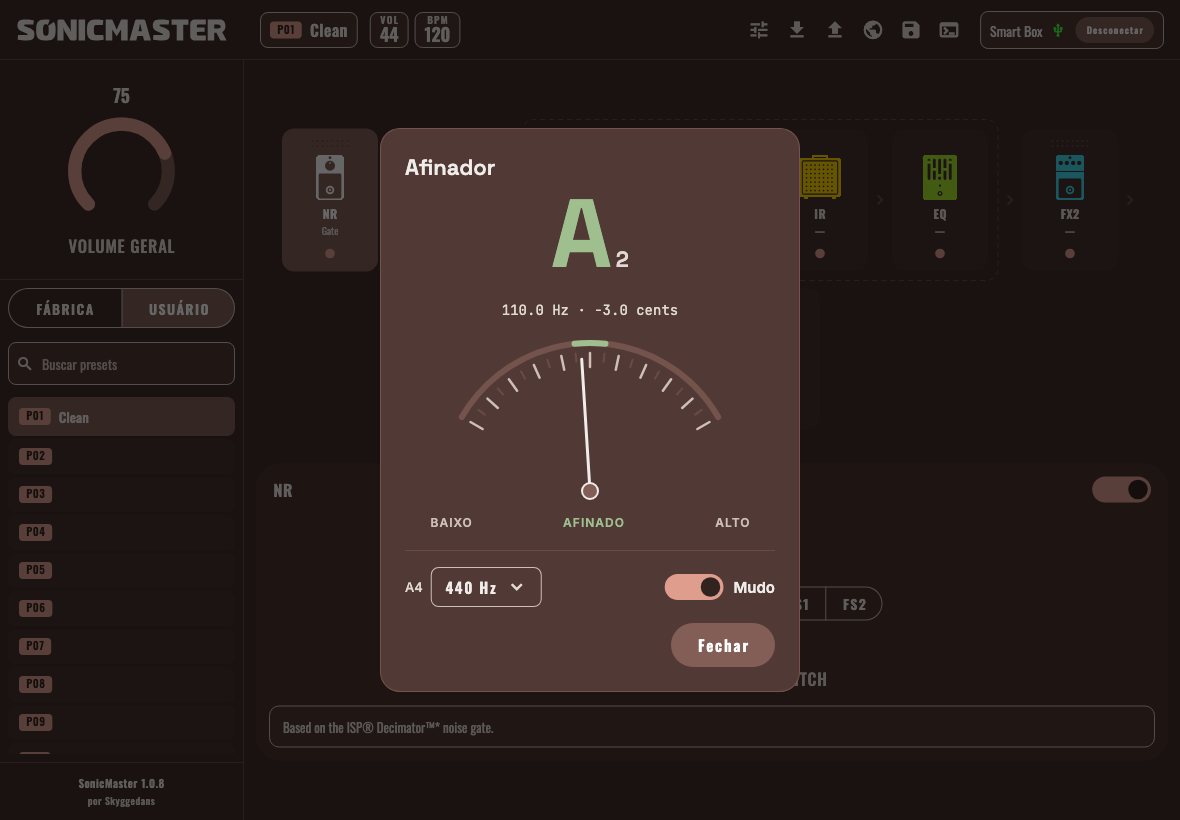 SONICMASTER
P01 Clean
VOL
44
BPM
120
Smart Box
Desconectar
75
VOLUME GERAL
FÁBRICA
USUÁRIO
Buscar presets
P01 Clean
P02
P03
P04
P05
P06
P07
P08
P09
SonicMaster 1.0.8
por Skyggedans
NR
Gate
IR
—
EQ
—
FX2
—
Afinador
A2
110.0 Hz · -3.0 cents
BAIXO
AFINADO
ALTO
A4
440 Hz
Mudo
Fechar
NR
FS2
Based on the ISP® Decimator™* noise gate.